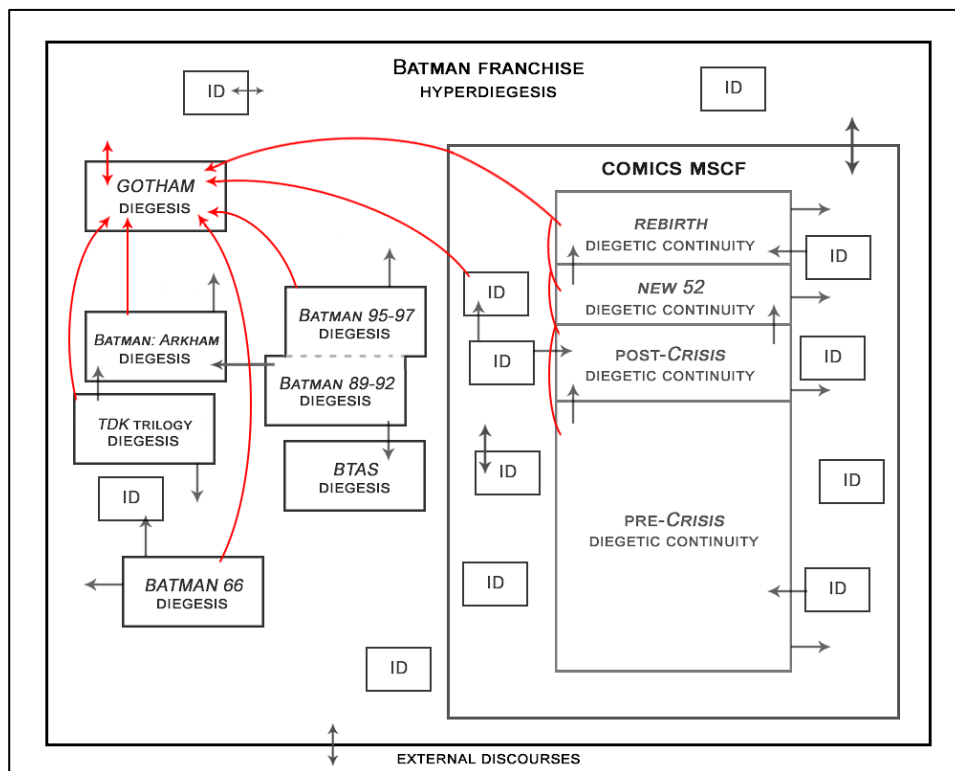 BATMAN FRANCHISE
HYPERDIEGESIS
ID
ID
COMICS MSCF
GOTHAM
DIEGESIS
REBIRTH
DIEGETIC CONTINUITY
ID
NEW 52
DIEGETIC CONTINUITY
ID
BATMAN 95-97
DIEGESIS
BATMAN: ARKHAM
DIEGESIS
POST-CRISIS
DIEGETIC CONTINUITY
ID
ID
BATMAN 89-92
DIEGESIS
TDK TRILOGY
DIEGESIS
BTAS
DIEGESIS
ID
ID
ID
PRE-CRISIS
DIEGETIC CONTINUITY
BATMAN 66
DIEGESIS
ID
ID
ID
EXTERNAL DISCOURSES